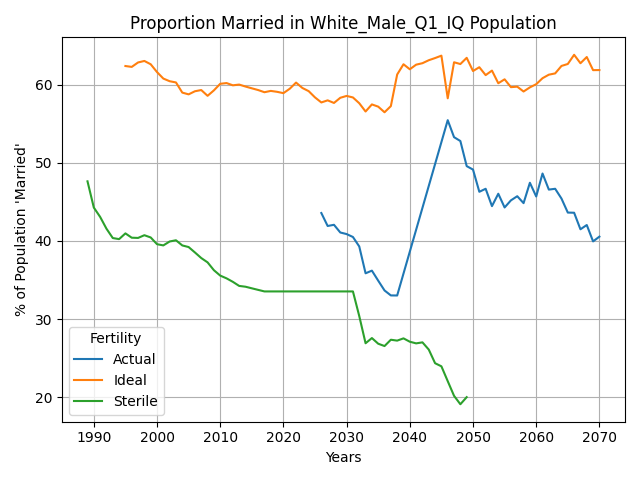 Proportion Married in White_Male_Q1_IQ Population
% of Population 'Married'
60
50
40
30
20
Fertility
Actual
Ideal
Sterile
1990 2000 2010 2020 2030 2040 2050 2060 2070
Years